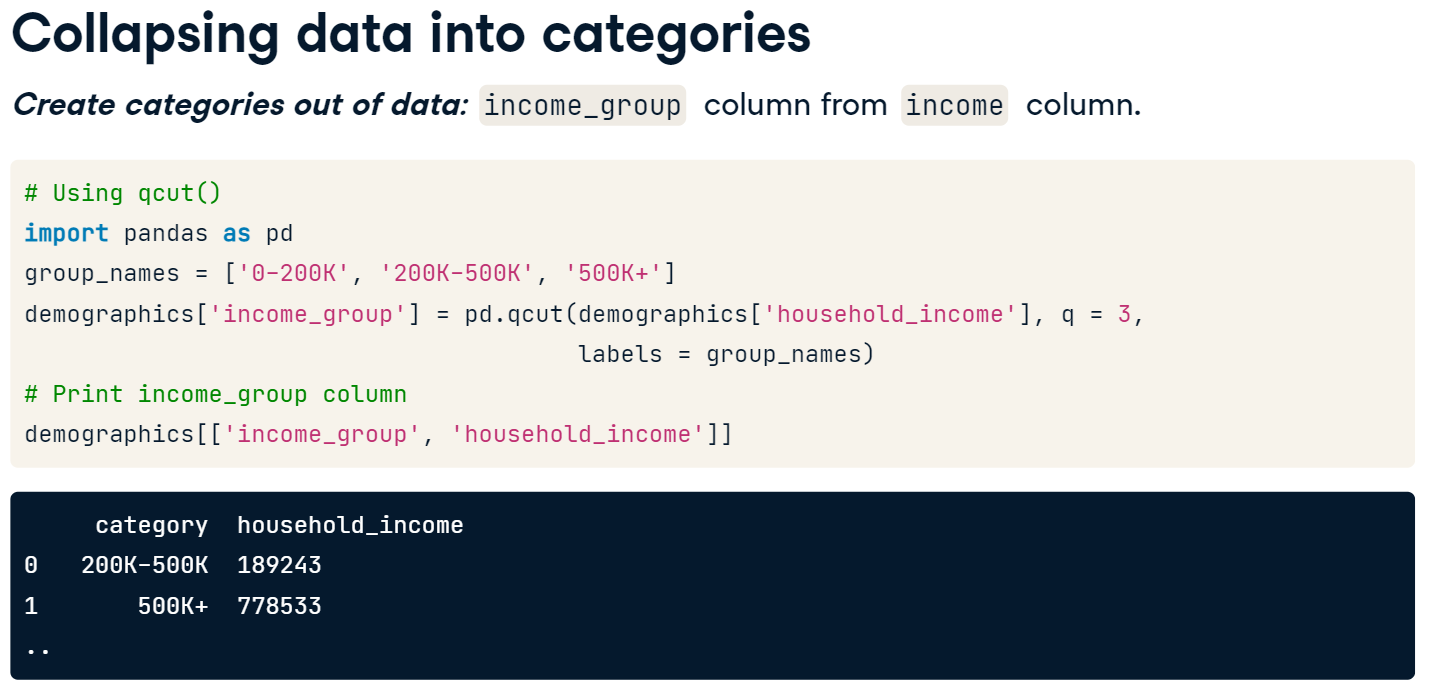 Collapsing data into categories
Create categories out of data: income_group column from income column.
# Using qcut()
import pandas as pd
group_names = ['0-200K', '200K-500K', '500K+']
demographics['income_group'] = pd.qcut(demographics['household_income'], q = 3,
labels = group_names)
# Print income_group column
demographics[['income_group', 'household_income']]
category household_income
0 200K-500K 189243
1 500K+ 778533
..